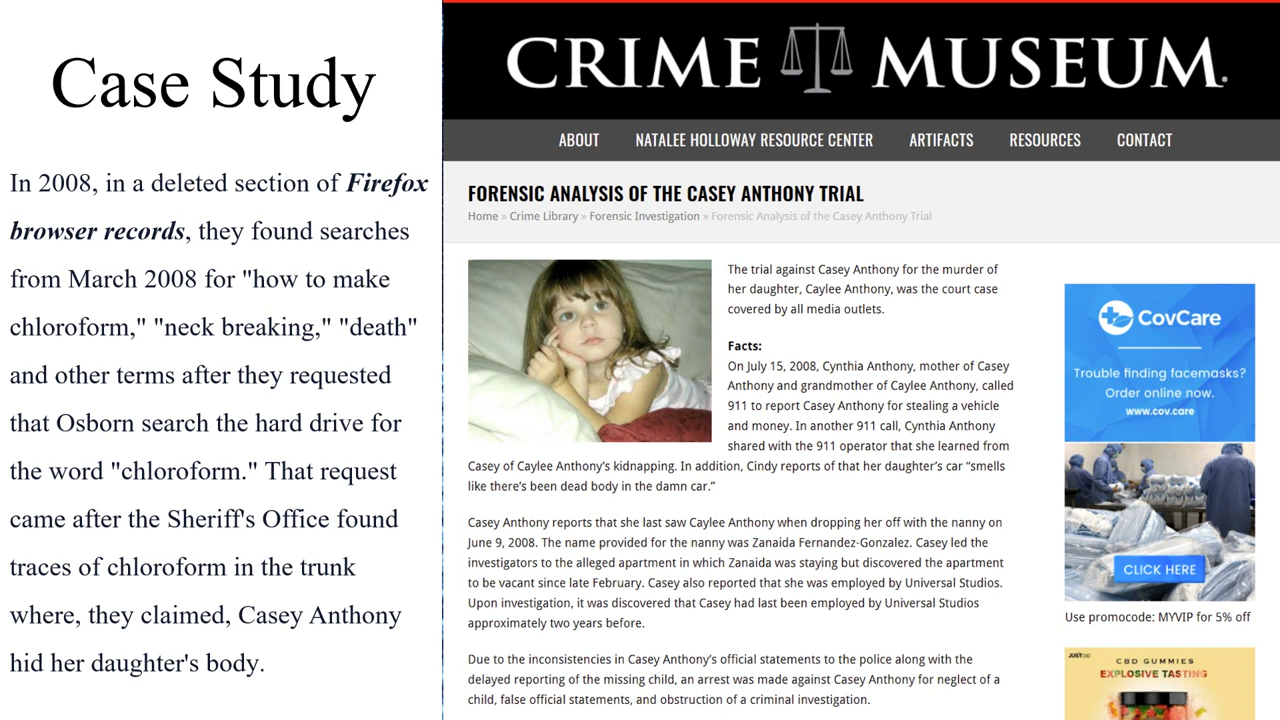 Case Study
In 2008, in a deleted section of Firefox
browser records, they found searches
from March 2008 for "how to make
chloroform," "neck breaking," "death"
and other terms after they requested
that Osborn search the hard drive for
the word "chloroform." That request
came after the Sheriff's Office found
traces of chloroform in the trunk
where, they claimed, Casey Anthony
hid her daughter's body.
CRIME MUSEUM.
ABOUT NATALEE HOLLOWAY RESOURCE CENTER ARTIFACTS RESOURCES CONTACT
FORENSIC ANALYSIS OF THE CASEY ANTHONY TRIAL
Home » Crime Library » Forensic Investigation » Forensic Analysis of the Casey Anthony Trial
The trial against Casey Anthony for the murder of
her daughter, Caylee Anthony, was the court case
covered by all media outlets.
Facts:
On July 15, 2008, Cynthia Anthony, mother of Casey
Anthony and grandmother of Caylee Anthony, called
911 to report Casey Anthony for stealing a vehicle
and money. In another 911 call, Cynthia Anthony
shared with the 911 operator that she learned from
Casey of Caylee Anthony's kidnapping. In addition, Cindy reports of that her daughter's car “smells
like there's been dead body in the damn car.”
Casey Anthony reports that she last saw Caylee Anthony when dropping her off with the nanny on
June 9, 2008. The name provided for the nanny was Zanaida Fernandez-Gonzalez. Casey led the
investigators to the alleged apartment in which Zanaida was staying but discovered the apartment
to be vacant since late February. Casey also reported that she was employed by Universal Studios.
Upon investigation, it was discovered that Casey had last been employed by Universal Studios
approximately two years before.
Due to the inconsistencies in Casey Anthony's official statements to the police along with the
delayed reporting of the missing child, an arrest was made against Casey Anthony for neglect of a
child, false official statements, and obstruction of a criminal investigation.
CovCare
Trouble finding facemasks?
Order online now.
www.cov.care
CLICK HERE
Use promocode: MYVIP for 5% off
JUSTCBD
CBD GUMMIES
EXPLOSIVE TASTING